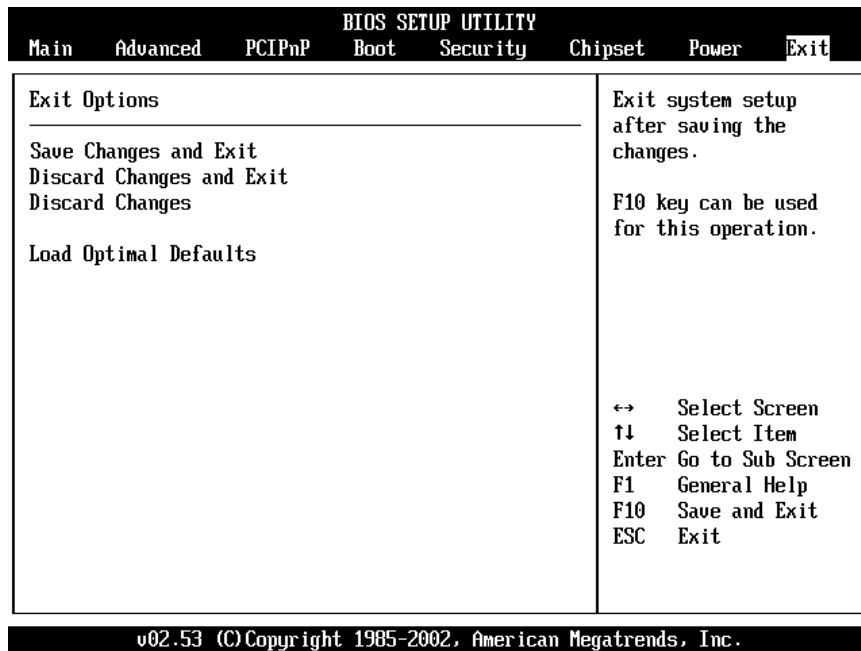 BIOS SETUP UTILITY
Main Advanced PCIPnP Boot Security Chipset Power Exit
Exit Options
Save Changes and Exit
Discard Changes and Exit
Discard Changes
Load Optimal Defaults
Exit system setup
after saving the
changes.
F10 key can be used
for this operation.
↔ Select Screen
↑↓ Select Item
Enter Go to Sub Screen
F1 General Help
F10 Save and Exit
ESC Exit
v02.53 (C)Copyright 1985-2002, American Megatrends, Inc.